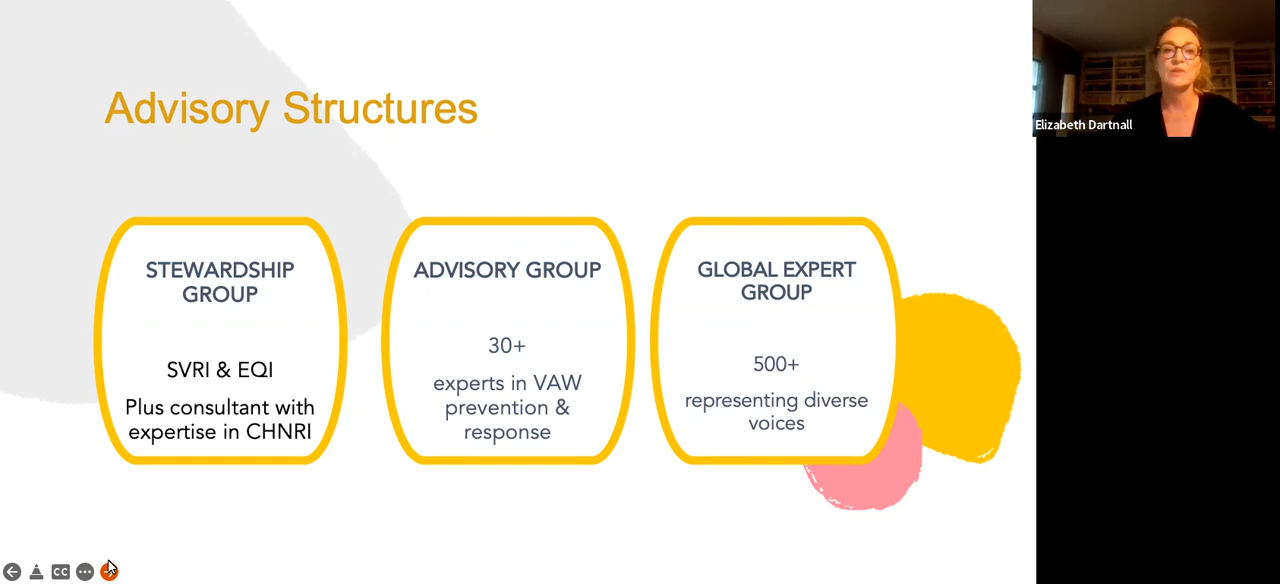 Advisory Structures
STEWARDSHIP
GROUP
SVRI & EQI
Plus consultant with
expertise in CHNRI
ADVISORY GROUP
30+
experts in VAW
prevention &
response
GLOBAL EXPERT
GROUP
500+
representing diverse
voices
Elizabeth Dartnall
CC